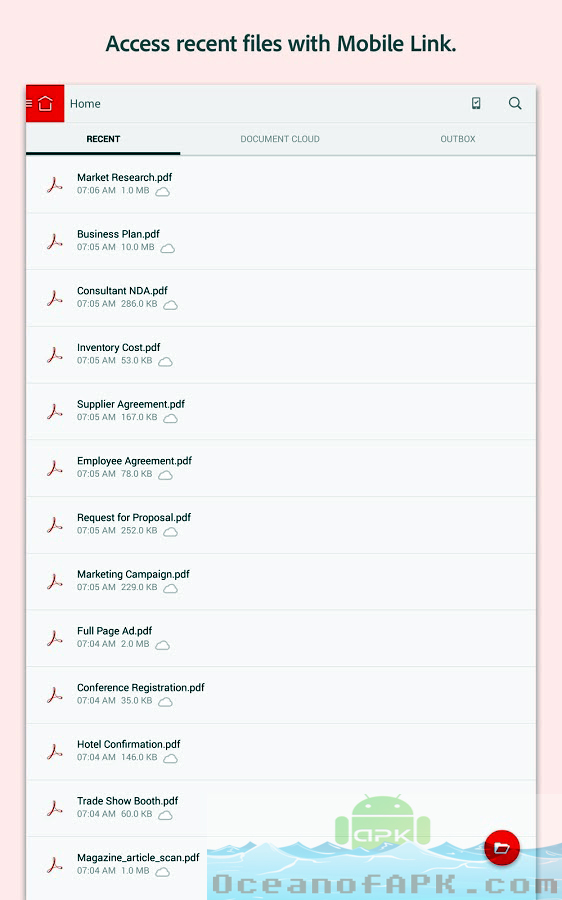 Access recent files with Mobile Link.
Home
RECENT
DOCUMENT CLOUD
OUTBOX
Market Research.pdf
07:06 AM 1.0 MB
Business Plan.pdf
07:05 AM 10.0 MB
Consultant NDA.pdf
07:05 AM 286.0 KB
Inventory Cost.pdf
07:05 AM 53.0 KB
Supplier Agreement.pdf
07:05 AM 167.0 KB
Employee Agreement.pdf
07:05 AM 78.0 KB
Request for Proposal.pdf
07:05 AM 252.0 KB
Marketing Campaign.pdf
07:05 AM 229.0 KB
Full Page Ad.pdf
07:04 AM 2.0 MB
Conference Registration.pdf
07:04 AM 35.0 KB
Hotel Confirmation.pdf
07:04 AM 146.0 KB
Trade Show Booth.pdf
07:04 AM 60.0 KB
Magazine_article_scan.pdf
07:04 AM 1.0 MB
apk
OceanofAPK.com